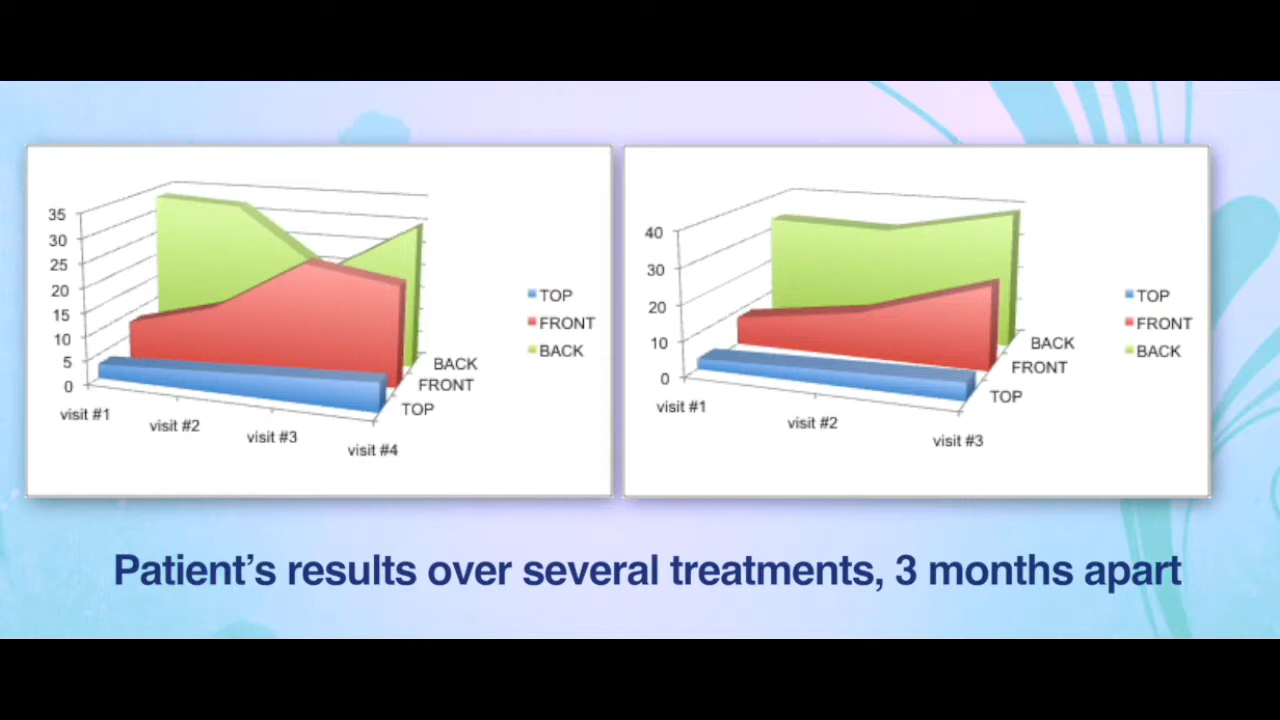 35
30
25
20
15
10
5
0
visit #1
visit #2
visit #3
visit #4
TOP
FRONT
BACK
BACK
FRONT
TOP
40
30
20
10
0
visit #1
visit #2
visit #3
TOP
FRONT
BACK
BACK
FRONT
TOP
Patient’s results over several treatments, 3 months apart